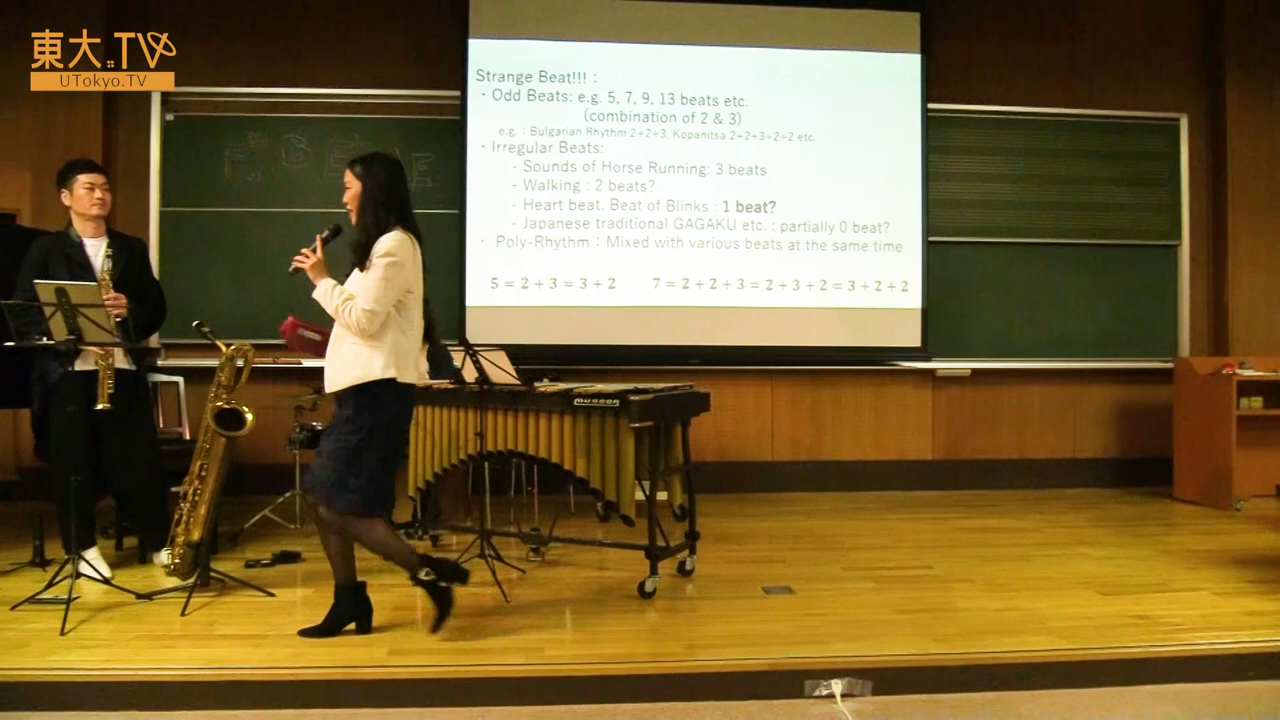 東大TV
UTokyo.TV
Strange Beat!!! :
・Odd Beats: e.g. 5, 7, 9, 13 beats etc.
(combination of 2 & 3)
e.g. : Bulgarian Rhythm 2+2+3, Kopanitsa 2+2+3+2+2 etc.
・Irregular Beats:
- Sounds of Horse Running: 3 beats
- Walking : 2 beats?
- Heart beat. Beat of Blinks : 1 beat?
- Japanese traditional GAGAKU etc. : partially 0 beat?
・ Poly-Rhythm : Mixed with various beats at the same time
5 = 2 + 3 = 3 + 2 7 = 2 + 2 + 3 = 2 + 3 + 2 = 3 + 2 + 2
musser